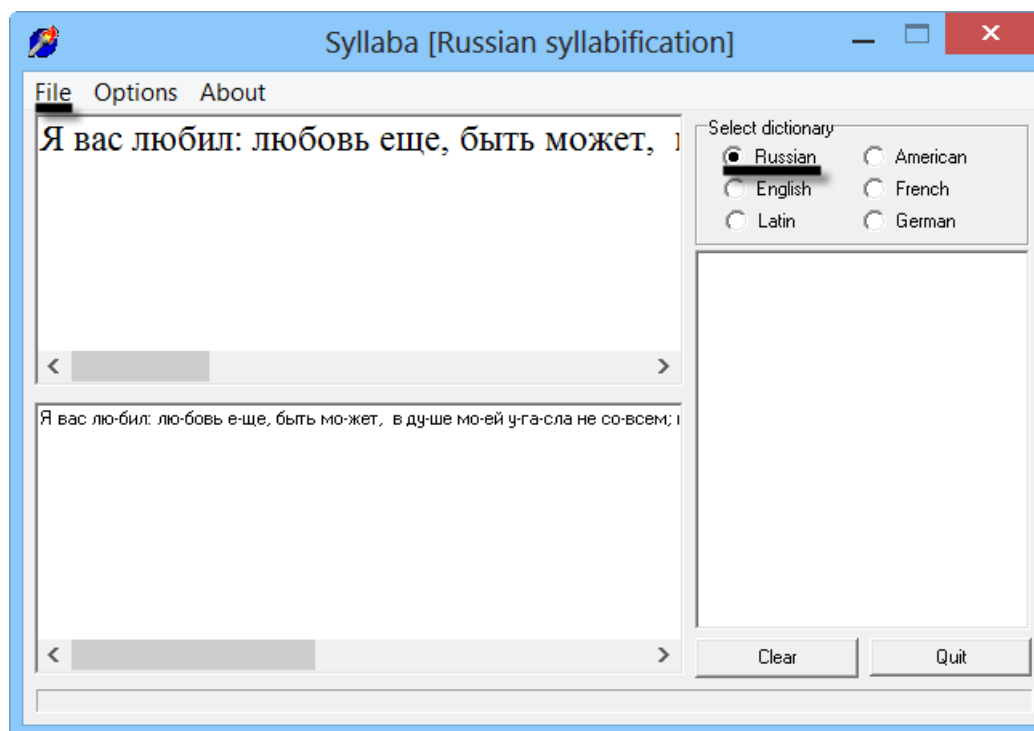 Syllaba [Russian syllabification]
File Options About
Я вас любил: любовь еще, быть может,
Select dictionary
Russian American
English French
Latin German
Я вас лю-бил: лю-бовь е-ще, быть мо-жет, в ду-ше мо-ей у-га-сла не со-всем;
Clear Quit